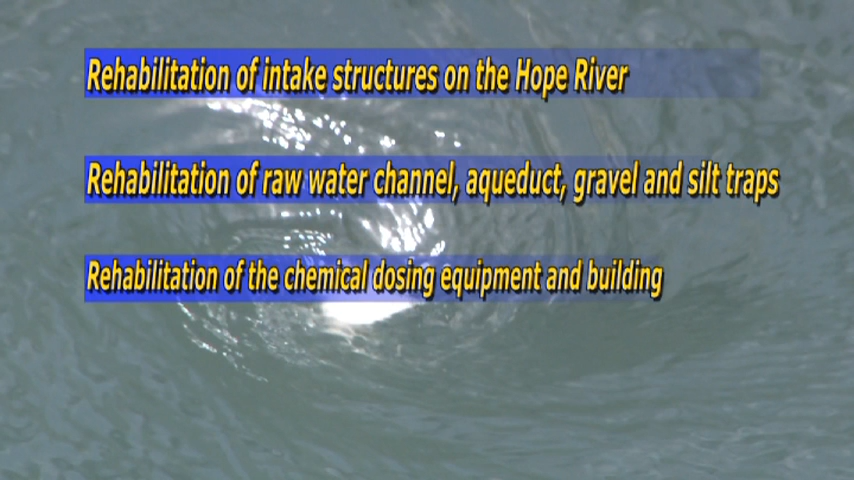 Rehabilitation of intake structures on the Hope River
Rehabilitation of raw water channel, aqueduct, gravel and silt traps
Rehabilitation of the chemical dosing equipment and building